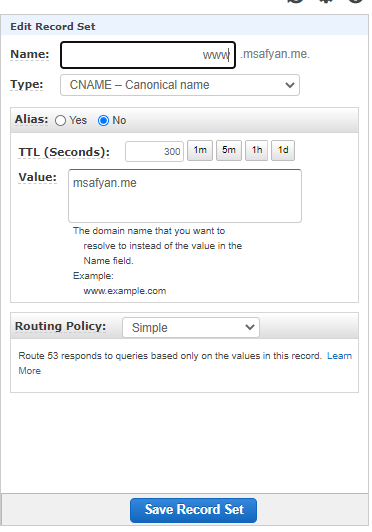 Edit Record Set
Name: www .msafyan.me.
Type: CNAME – Canonical name
Alias: Yes No
TTL (Seconds): 300 1m 5m 1h 1d
Value: msafyan.me
The domain name that you want to
resolve to instead of the value in the
Name field.
Example:
www.example.com
Routing Policy: Simple
Route 53 responds to queries based only on the values in this record. Learn
More
Save Record Set